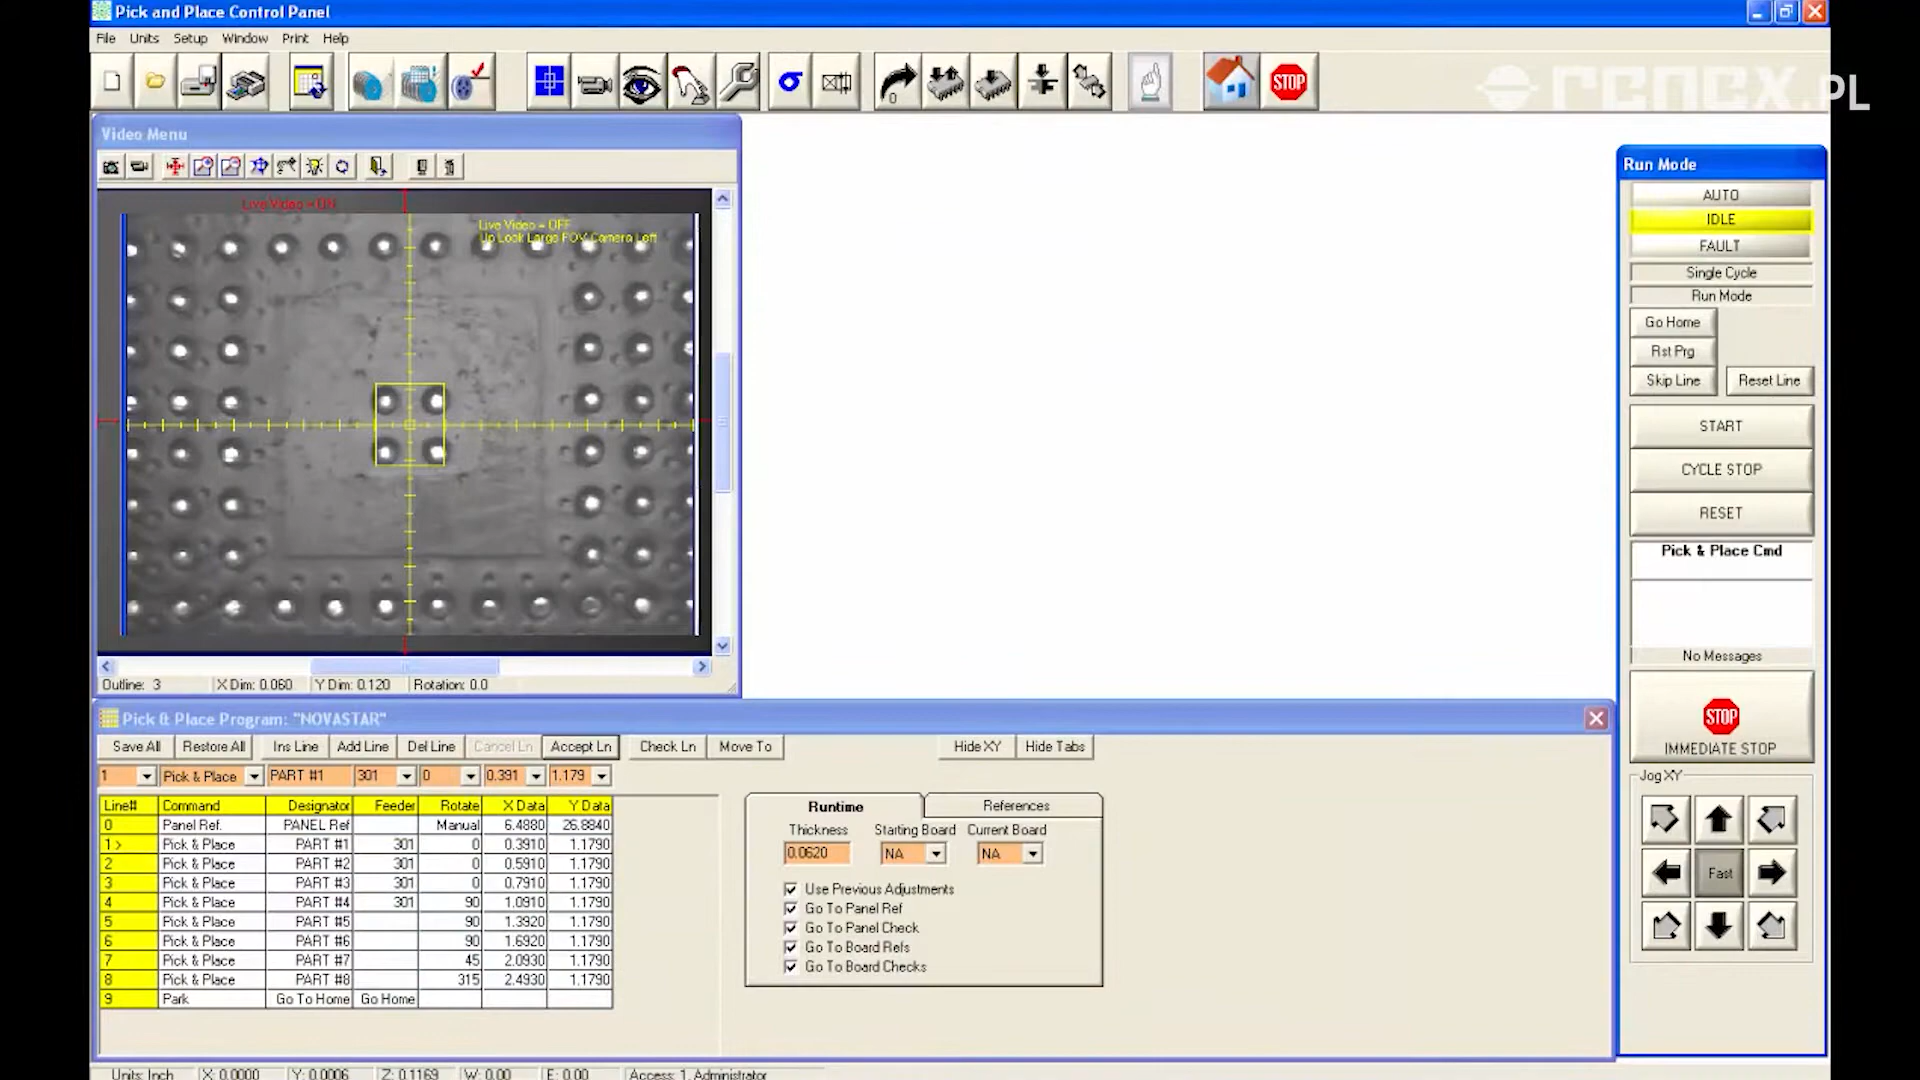 Pick and Place Control Panel
File Units Setup Window Print Help
STOP
renex.PL
Video Menu
Live Video = ON
Live Video = OFF
Up Look Large FOV Camera Left
Outline: 3 X Dim: 0.060 Y Dim: 0.120 Rotation: 0.0
Run Mode
AUTO
IDLE
FAULT
Single Cycle
Run Mode
Go Home
Rst Prg
Skip Line Reset Line
START
CYCLE STOP
RESET
Pick & Place Cmd
No Messages
STOP
IMMEDIATE STOP
Jog XY
Fast
Pick & Place Program: "NOVASTAR"
Save All Restore All Ins Line Add Line Del Line Cancel Ln Accept Ln Check Ln Move To Hide XY Hide Tabs
1 Pick & Place PART #1 301 0 0.391 1.179
Line# Command Designator Feeder Rotate X Data Y Data
0 Panel Ref. PANEL Ref Manual 6.4880 26.8840
1 > Pick & Place PART #1 301 0 0.3910 1.1790
2 Pick & Place PART #2 301 0 0.5910 1.1790
3 Pick & Place PART #3 301 0 0.7910 1.1790
4 Pick & Place PART #4 301 90 1.0910 1.1790
5 Pick & Place PART #5 90 1.3920 1.1790
6 Pick & Place PART #6 90 1.6920 1.1790
7 Pick & Place PART #7 45 2.0930 1.1790
8 Pick & Place PART #8 315 2.4930 1.1790
9 Park Go To Home Go Home
Runtime References
Thickness Starting Board Current Board
0.0620 NA NA
Use Previous Adjustments
Go To Panel Ref
Go To Panel Check
Go To Board Refs
Go To Board Checks
Units: Inch X: 0.0000 Y: 0.0006 Z: 0.1169 W: 0.00 E: 0.00 Access: 1, Administrator